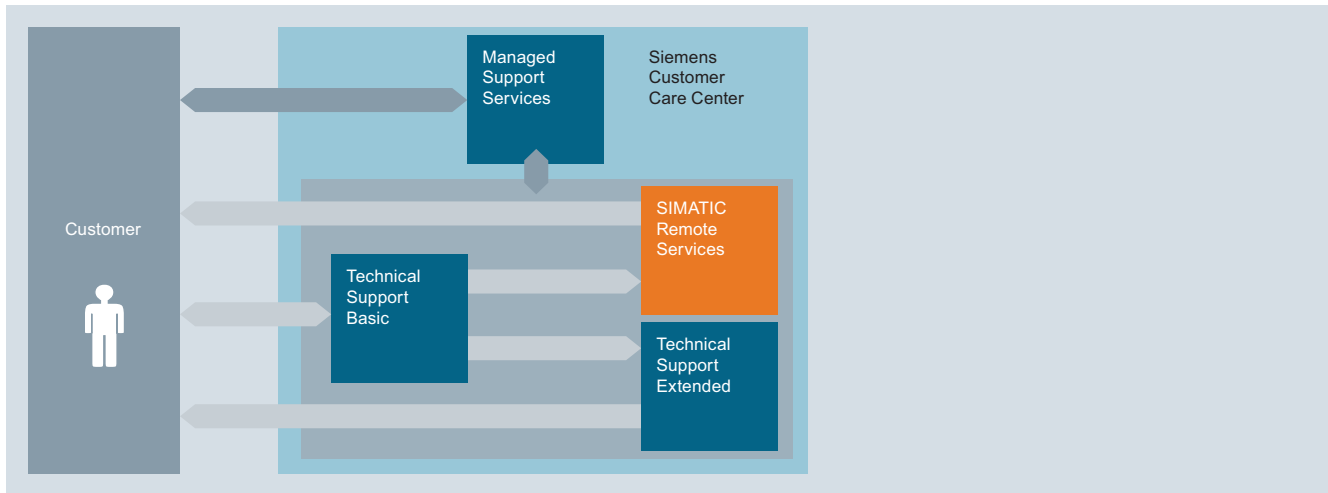 Managed
Support
Services
Siemens
Customer
Care Center
Customer
SIMATIC
Remote
Services
Technical
Support
Basic
Technical
Support
Extended